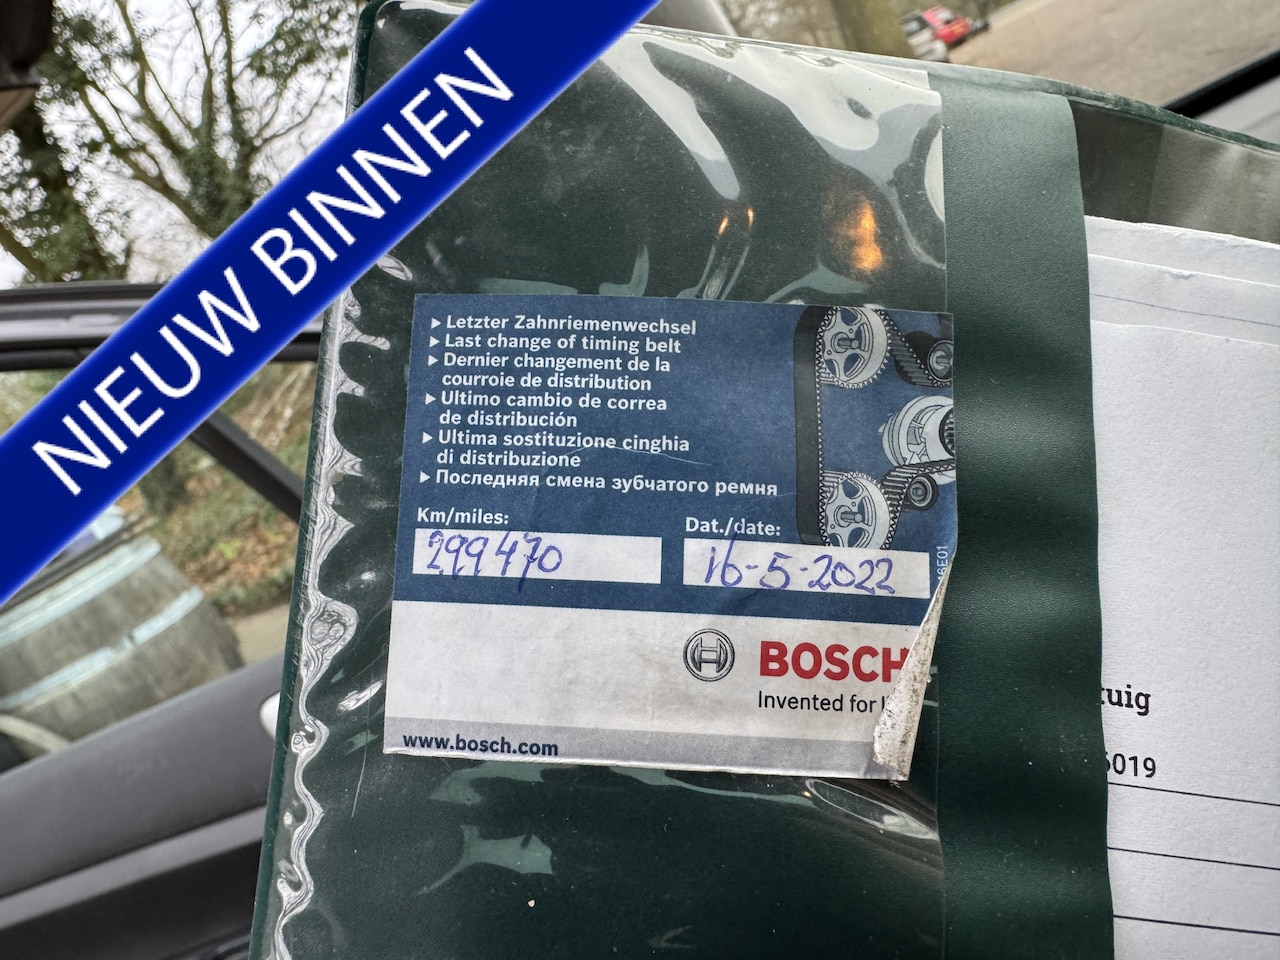 NIEUW BINNEN
▸ Letzter Zahnriemenwechsel
▸ Last change of timing belt
▸ Dernier changement de la
courroie de distribution
▸ Ultimo cambio de correa
de distribución
▸ Ultima sostituzione cinghia
di distribuzione
▸ Последняя смена зубчатого ремня
Km/miles:
Dat./date:
299470
16-5-2022
6E01
BOSCH
Invented for
www.bosch.com
tuig
6019